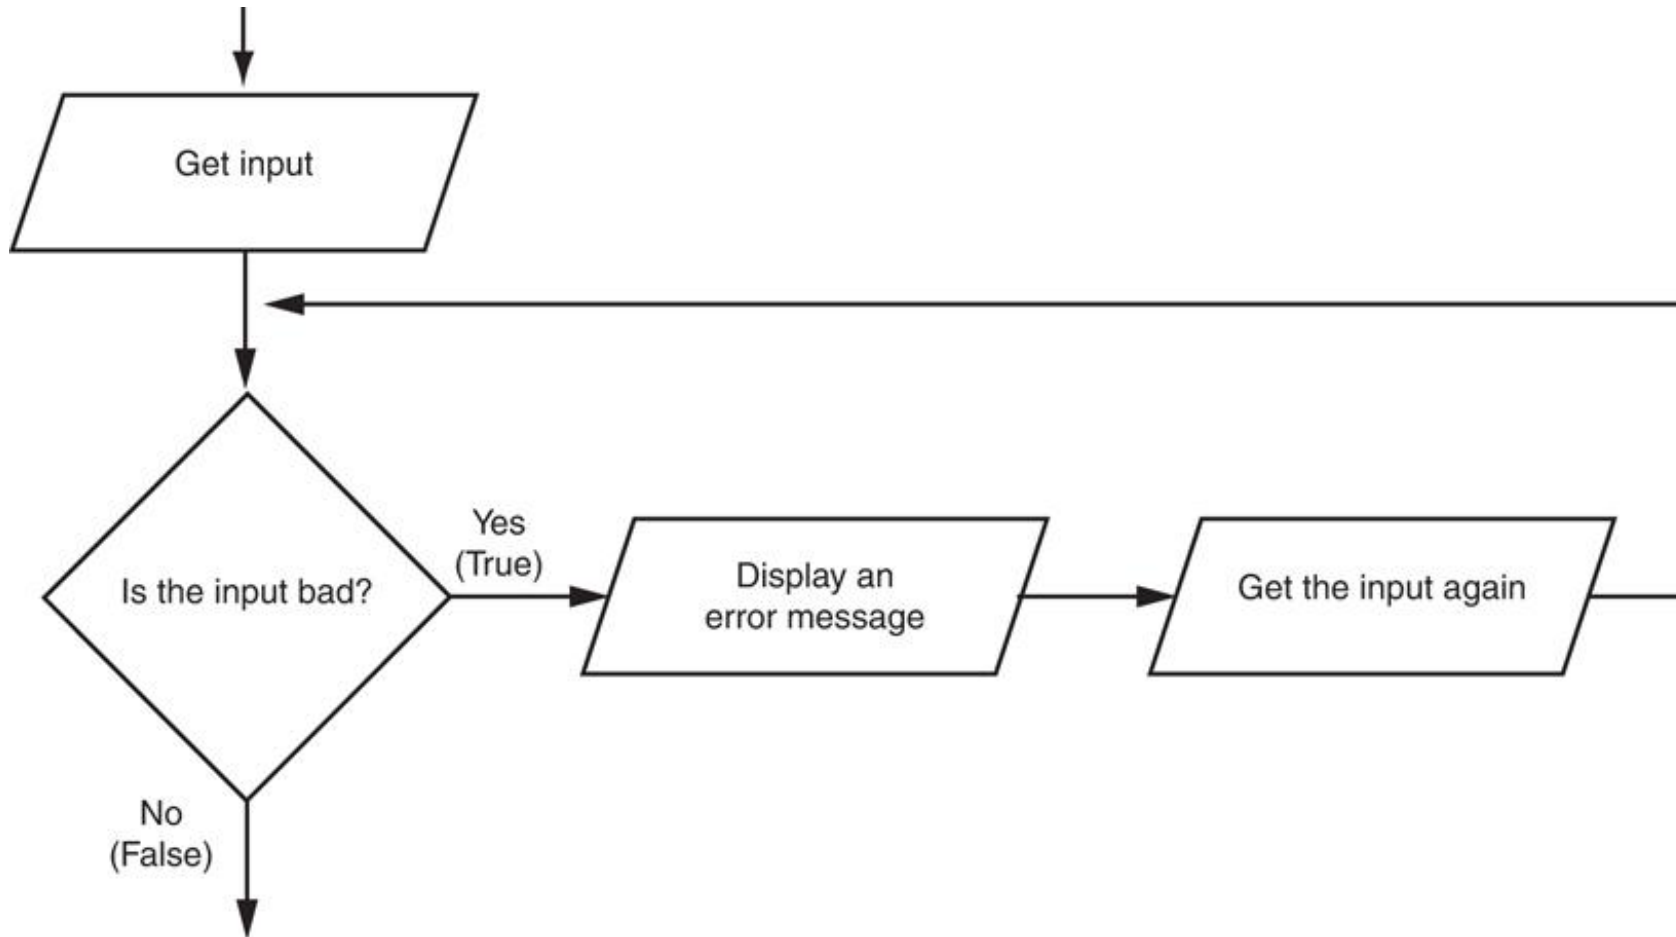 Get input
Is the input bad?
Yes
(True)
Display an
error message
Get the input again
No
(False)